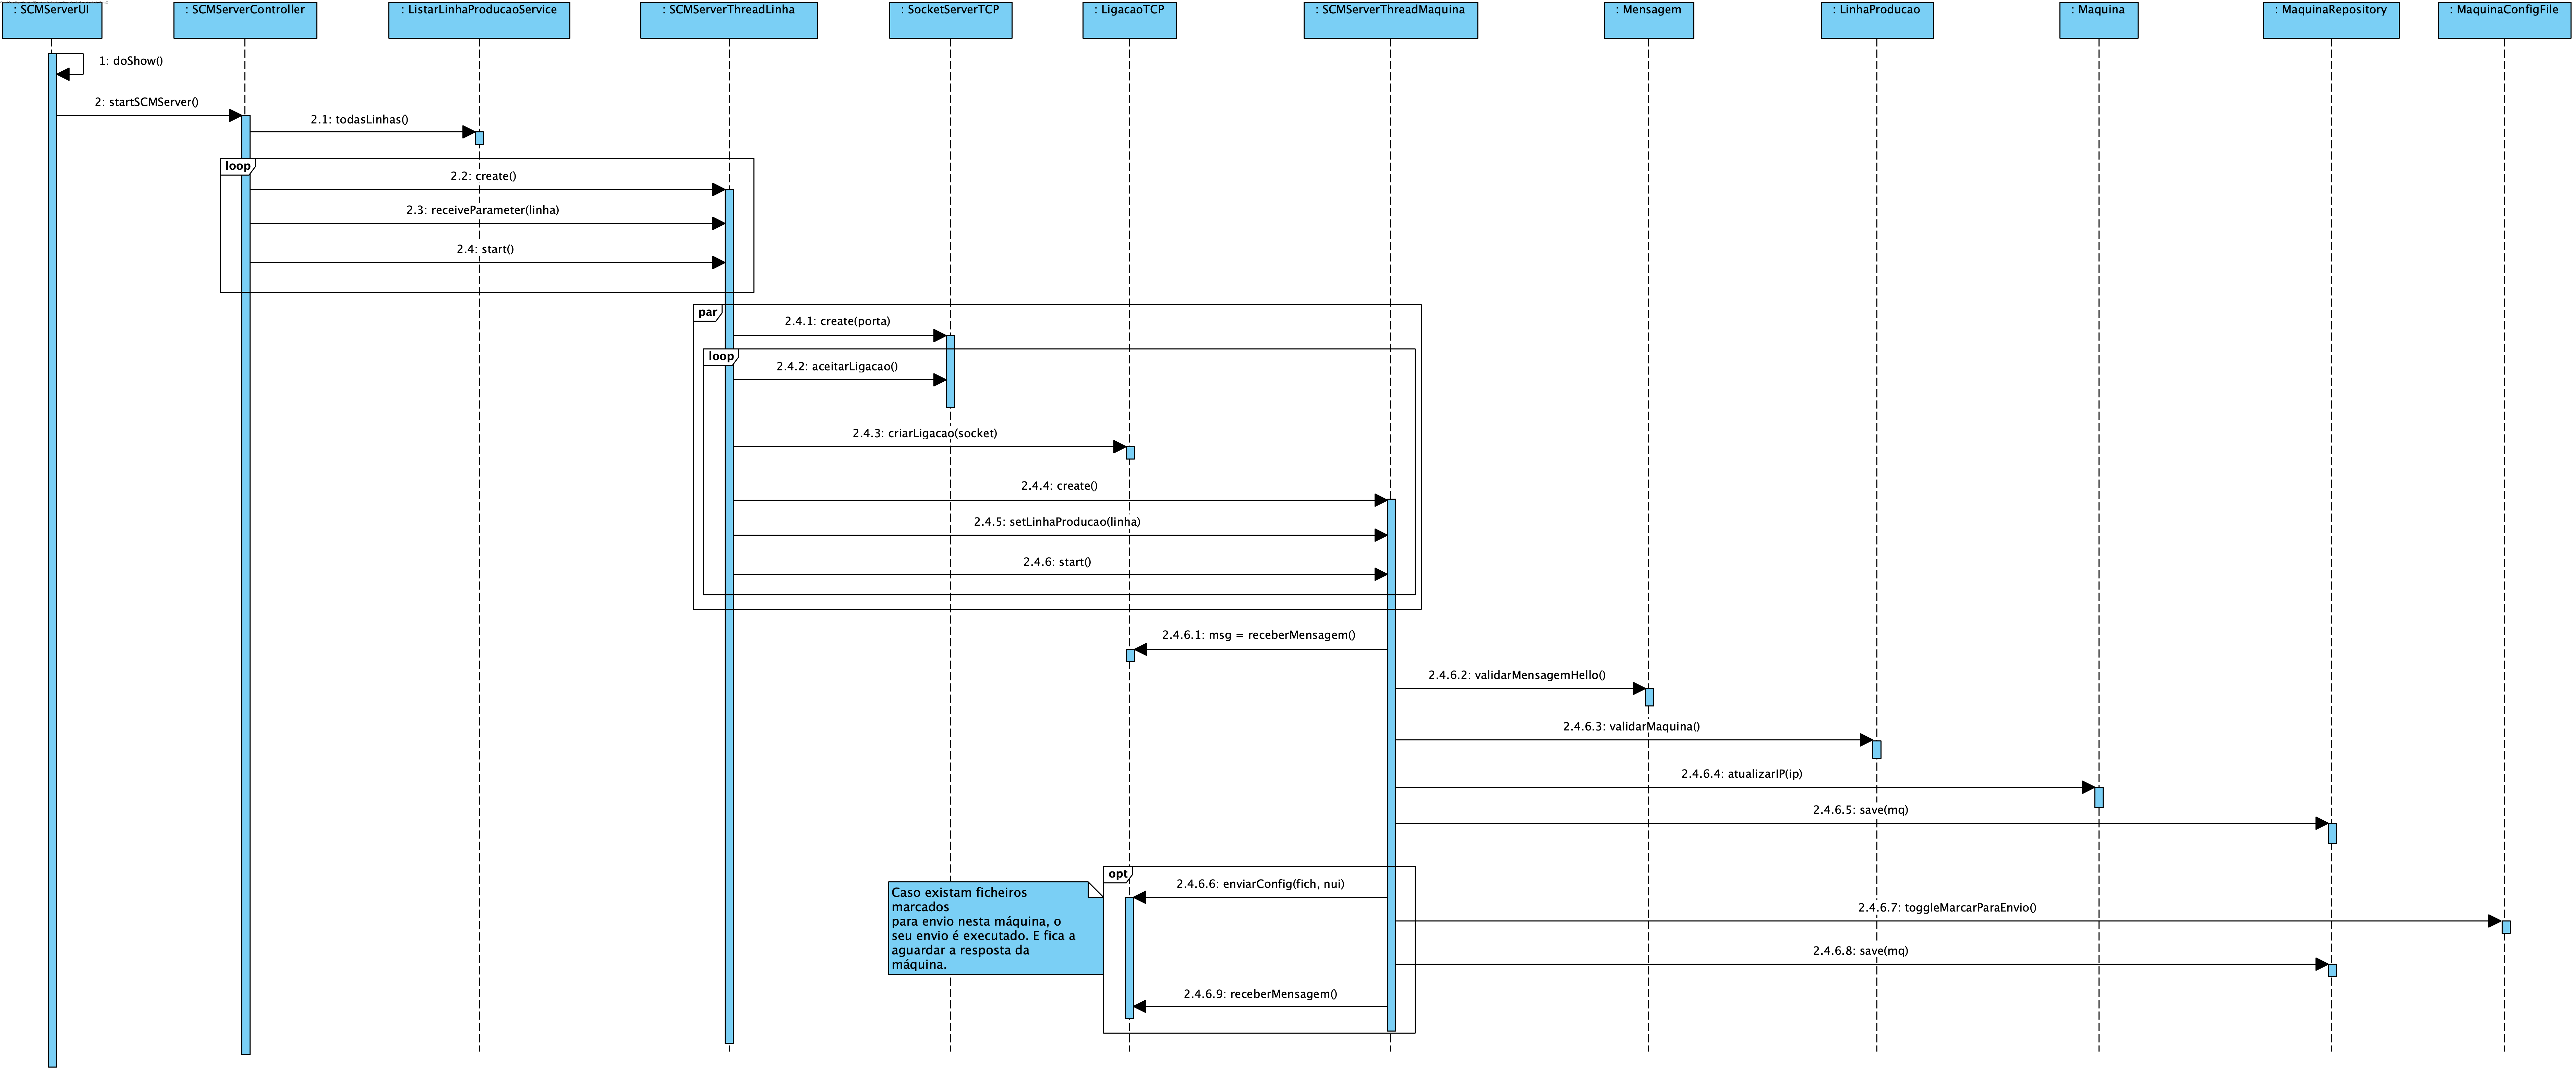 : SCMServerUI
: SCMServerController
: ListarLinhaProducaoService
: SCMServerThreadLinha
: SocketServerTCP
: LigacaoTCP
: SCMServerThreadMaquina
: Mensagem
: LinhaProducao
: Maquina
: MaquinaRepository
: MaquinaConfigFile
1: doShow()
2: startSCMServer()
2.1: todasLinhas()
loop
2.2: create()
2.3: receiveParameter(linha)
2.4: start()
par
2.4.1: create(porta)
loop
2.4.2: aceitarLigacao()
2.4.3: criarLigacao(socket)
2.4.4: create()
2.4.5: setLinhaProducao(linha)
2.4.6: start()
2.4.6.1: msg = receberMensagem()
2.4.6.2: validarMensagemHello()
2.4.6.3: validarMaquina()
2.4.6.4: atualizarIP(ip)
2.4.6.5: save(mq)
opt
2.4.6.6: enviarConfig(fich, nui)
Caso existam ficheiros
marcados
para envio nesta máquina, o
seu envio é executado. E fica a
aguardar a resposta da
máquina.
2.4.6.7: toggleMarcarParaEnvio()
2.4.6.8: save(mq)
2.4.6.9: receberMensagem()